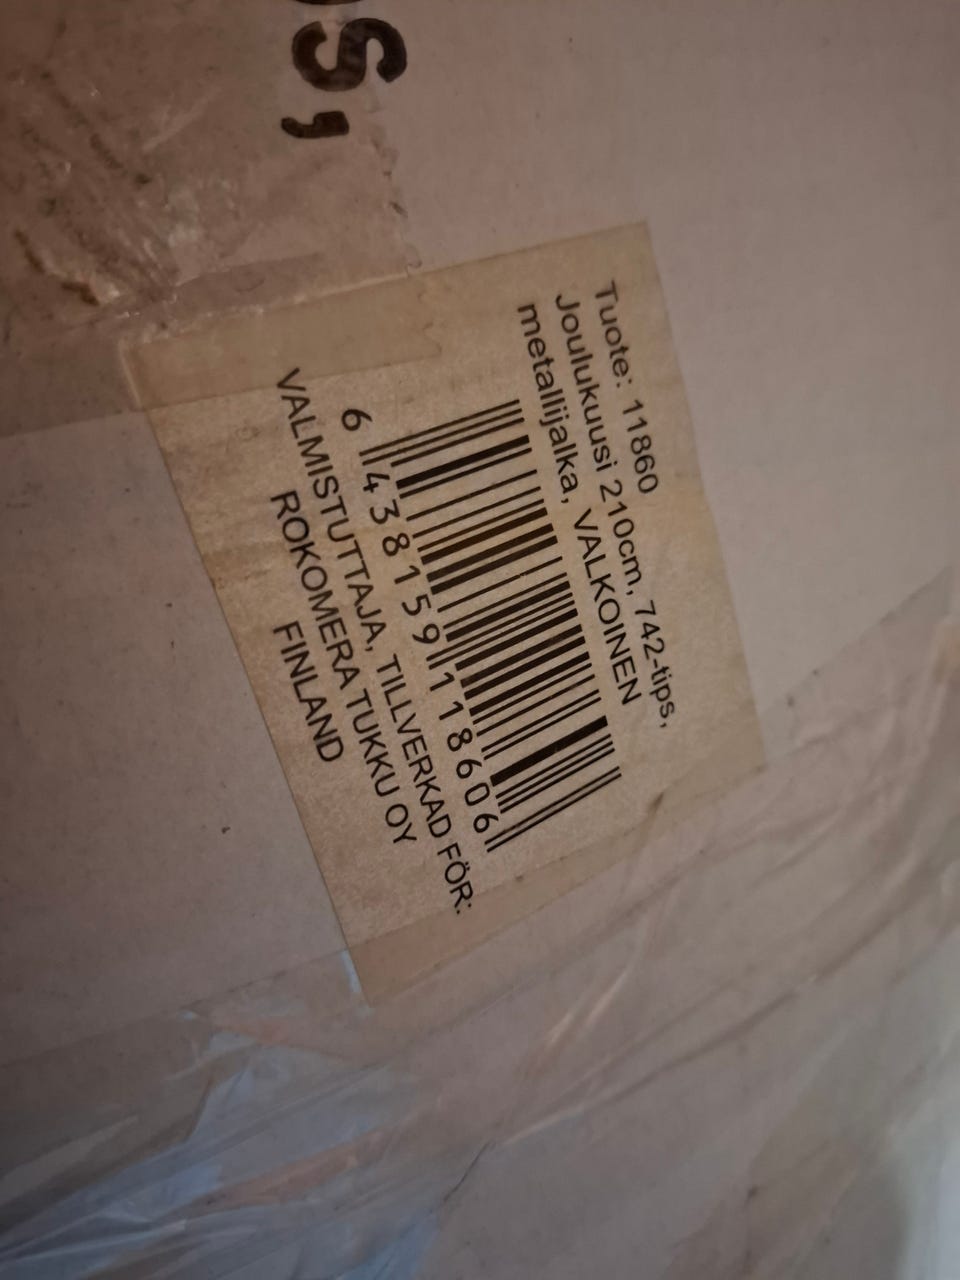 S,
Tuote: 11860
Joulukuusi 210cm, 742-tips,
metallijalka, VALKOINEN
6 438159 118606
VALMISTUTTAJA, TILLVERKAD FÖR:
ROKOMERA TUKKU OY
FINLAND